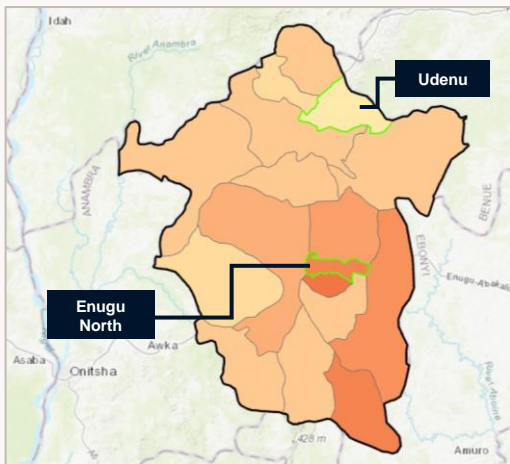 Idah
River Anambra
Udenu
ANAMBRA
BENUE
EBONYI
Enugu-Abakali
Enugu
North
Awka
Asaba
Onitsha
428 m
Amuro